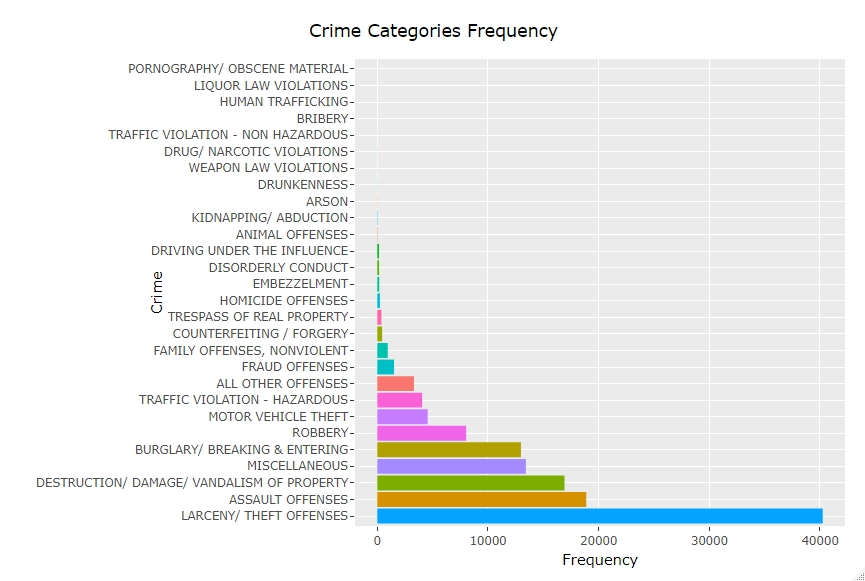 Crime Categories Frequency
PORNOGRAPHY/ OBSCENE MATERIAL
LIQUOR LAW VIOLATIONS
HUMAN TRAFFICKING
BRIBERY
TRAFFIC VIOLATION - NON HAZARDOUS
DRUG/ NARCOTIC VIOLATIONS
WEAPON LAW VIOLATIONS
DRUNKENNESS
ARSON
KIDNAPPING/ ABDUCTION
ANIMAL OFFENSES
DRIVING UNDER THE INFLUENCE
DISORDERLY CONDUCT
EMBEZZELMENT
HOMICIDE OFFENSES
TRESPASS OF REAL PROPERTY
COUNTERFEITING / FORGERY
FAMILY OFFENSES, NONVIOLENT
FRAUD OFFENSES
ALL OTHER OFFENSES
TRAFFIC VIOLATION - HAZARDOUS
MOTOR VEHICLE THEFT
ROBBERY
BURGLARY/ BREAKING & ENTERING
MISCELLANEOUS
DESTRUCTION/ DAMAGE/ VANDALISM OF PROPERTY
ASSAULT OFFENSES
LARCENY/ THEFT OFFENSES
Crime
0 10000 20000 30000 40000
Frequency